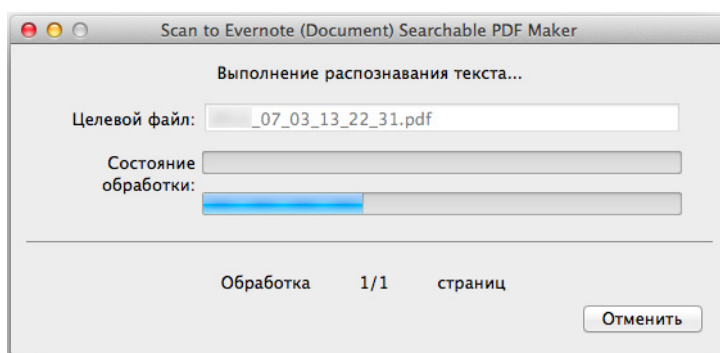 Scan to Evernote (Document) Searchable PDF Maker
Выполнение распознавания текста...
Целевой файл: _07_03_13_22_31.pdf
Состояние
обработки:
Обработка 1/1 страниц
Отменить